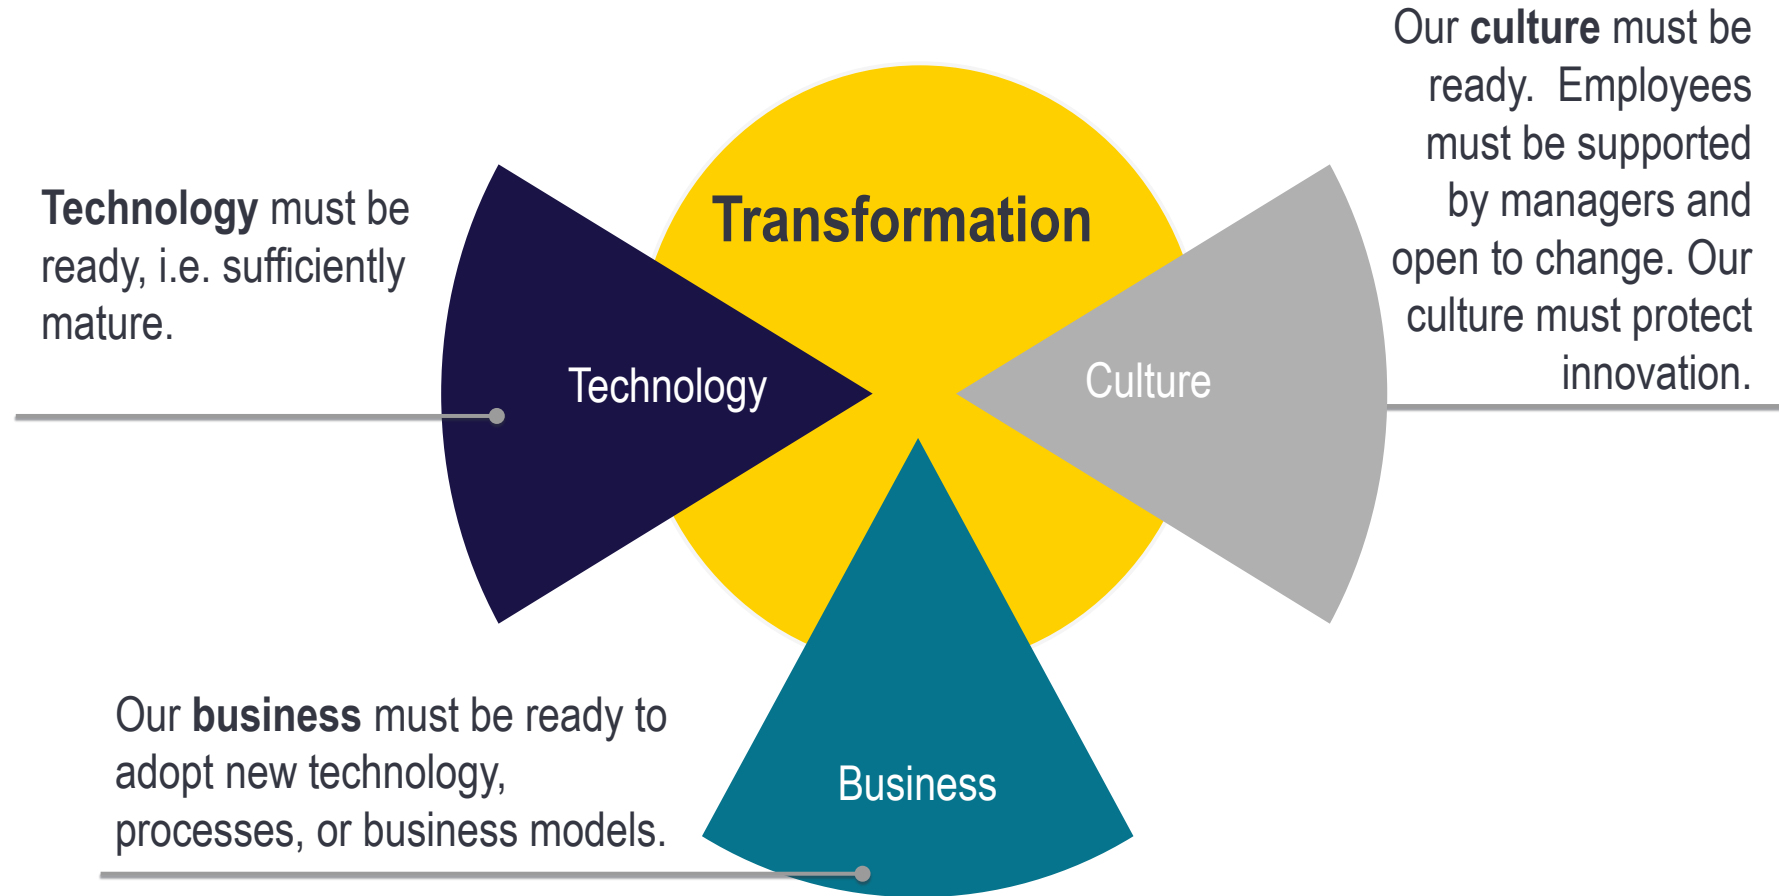 Our culture must be
ready.  Employees
must be supported
by managers and
open to change. Our
culture must protect
innovation.
Technology must be
ready, i.e. sufficiently
mature.
Transformation
Technology
Culture
Our business must be ready to
adopt new technology,
processes, or business models.
Business